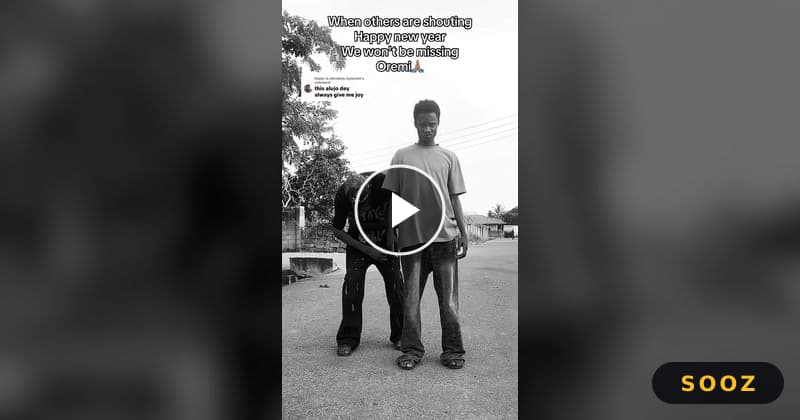 When others are shouting
Happy new year
We won't be missing
Oremi🙏🏽
this alujo dey
always give me joy
SOOZ